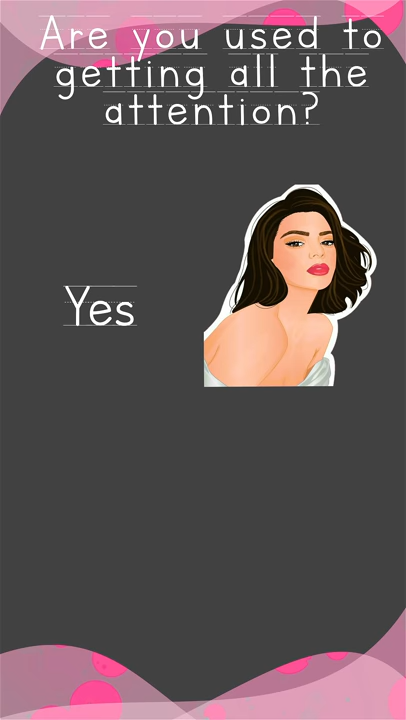 Are you used to
getting all the
attention?
Yes